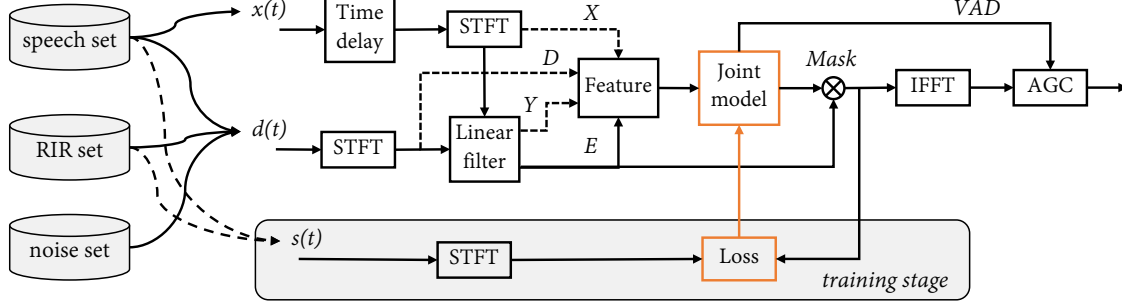 speech set
RIR set
noise set
x(t)
d(t)
s(t)
Time
delay
STFT
X
D
Y
E
STFT
Linear
filter
Feature
Joint
model
VAD
Mask
IFFT
AGC
STFT
Loss
training stage